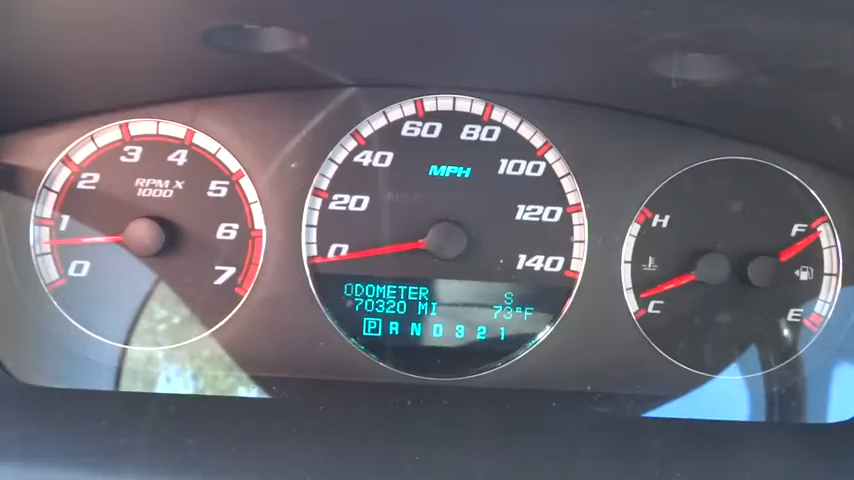 0 1 2 3 4 5 6 7
RPM X
1000
0 20 40 60 80 100 120 140
MPH
ODOMETER S
70320 MI 73°F
P R N D 3 2 1
H
C
F
E